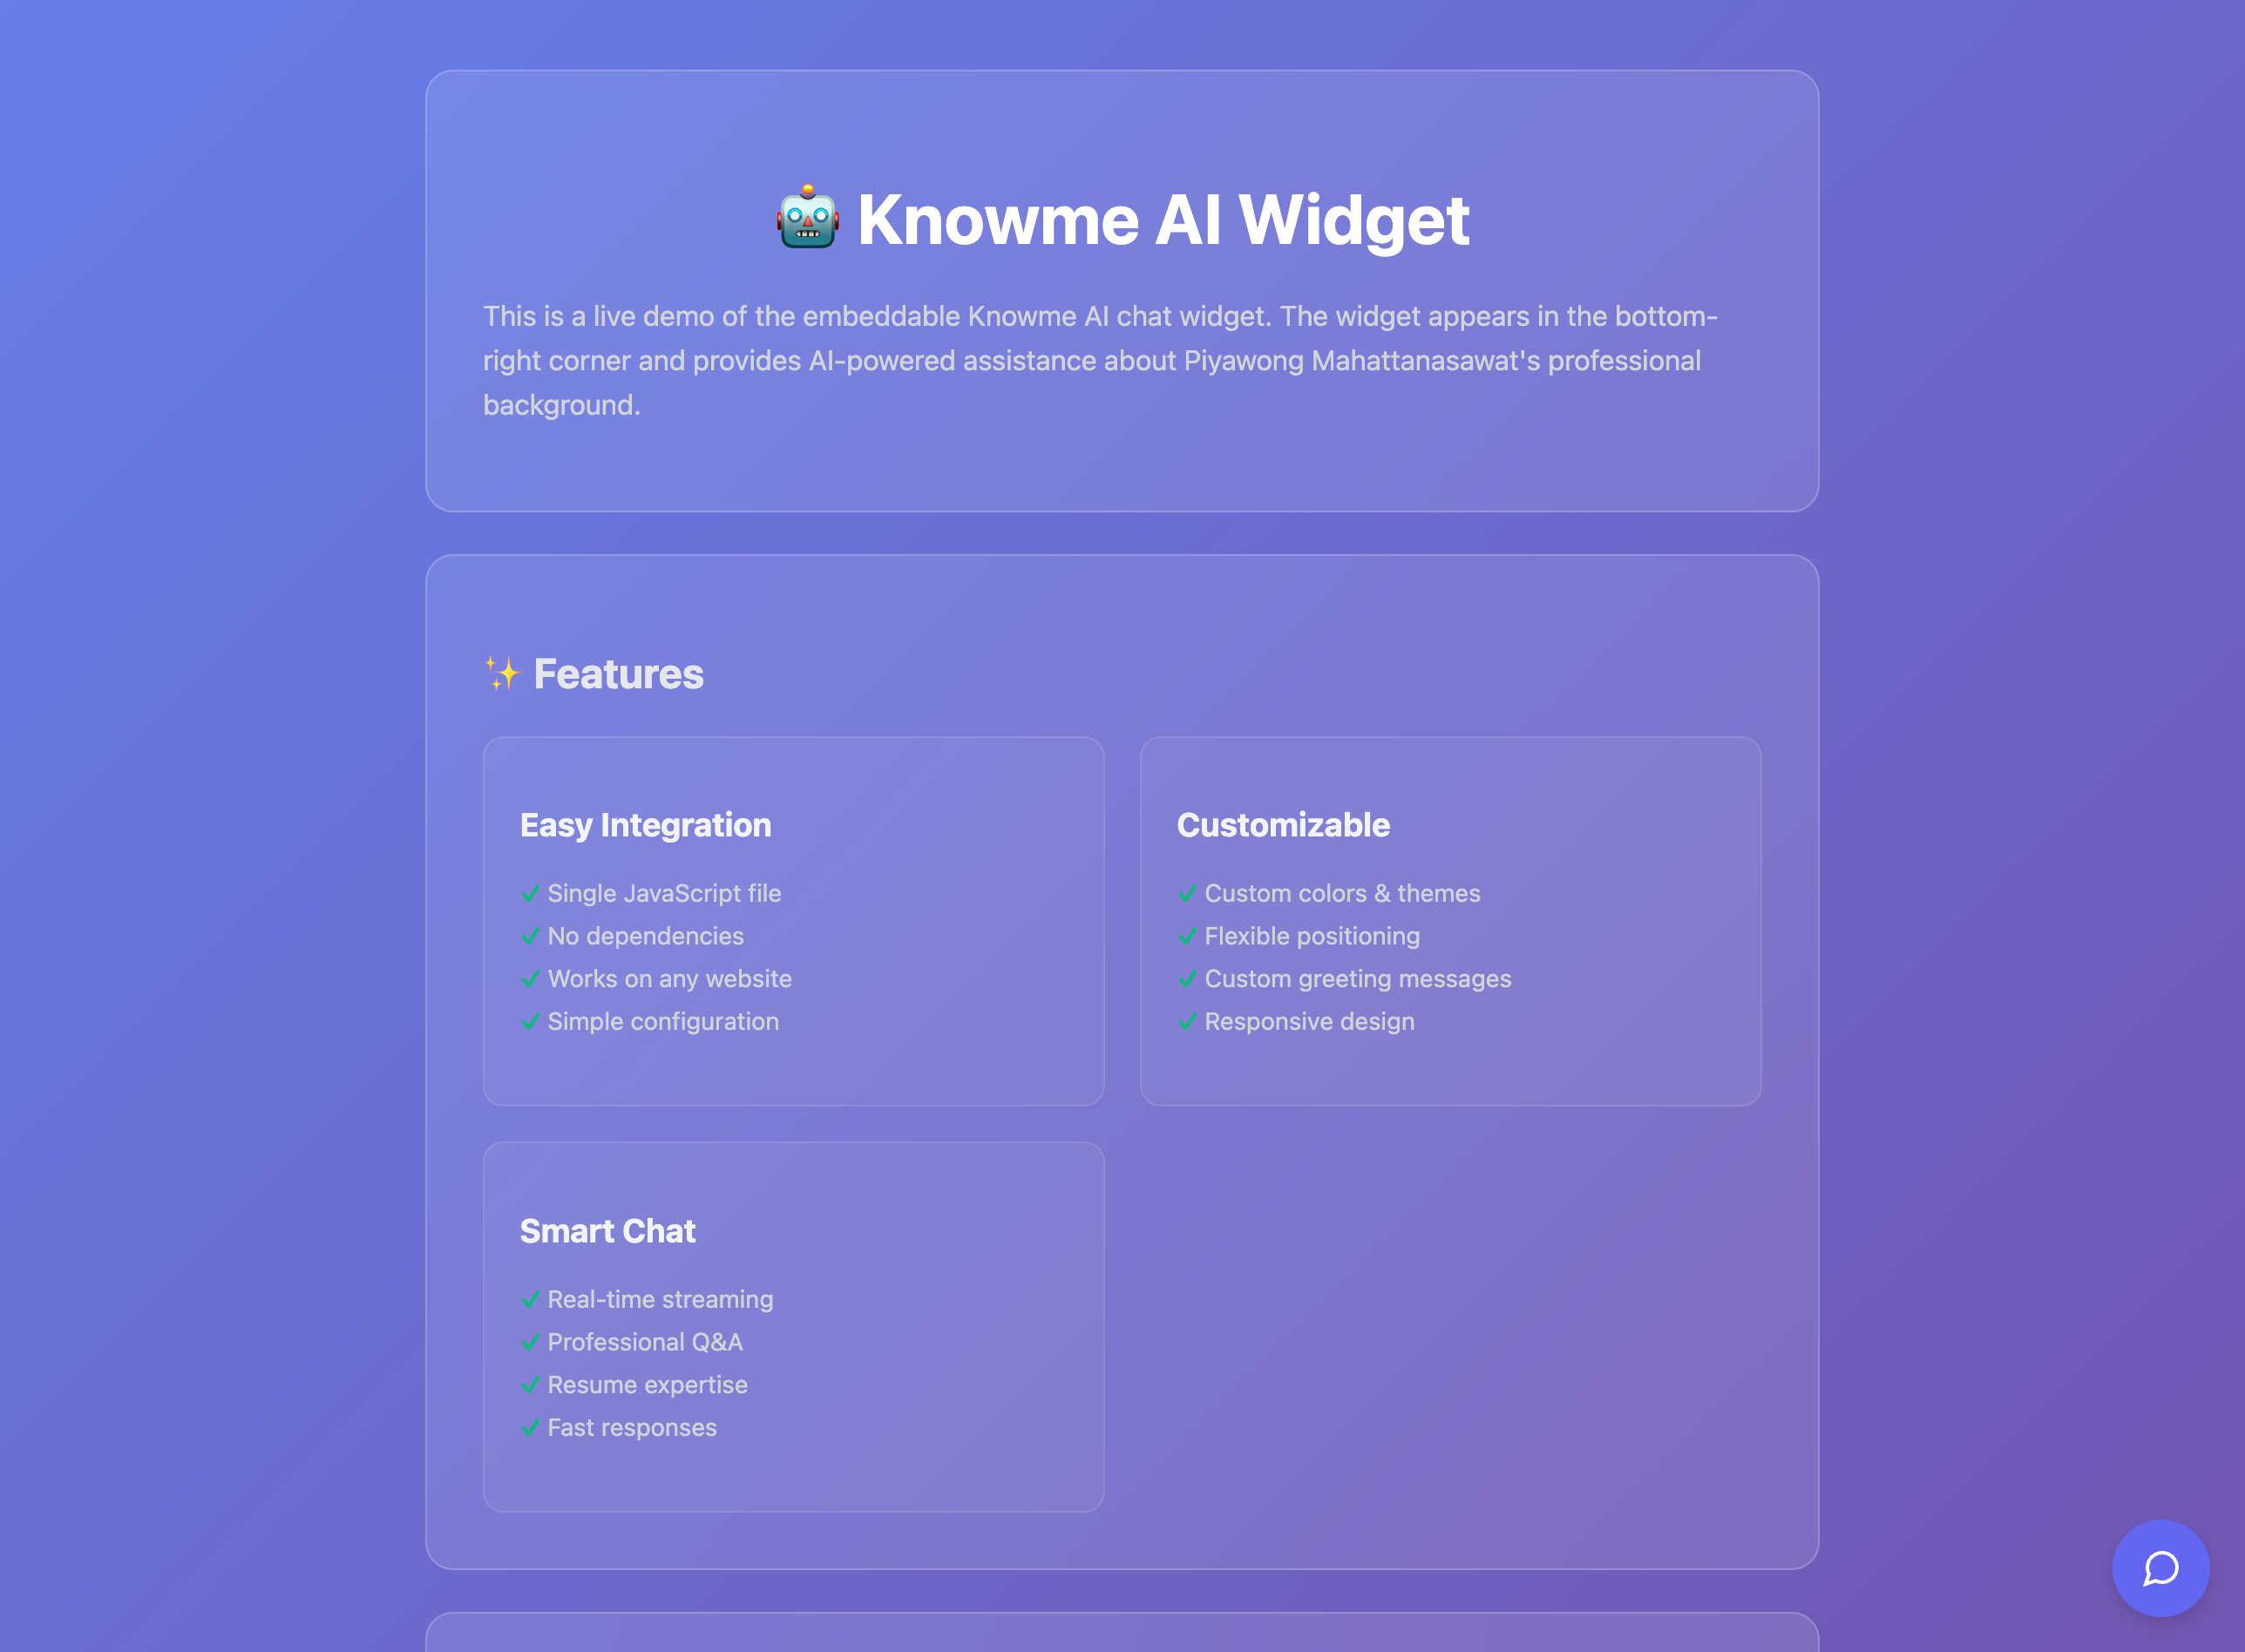 🤖 Knowme AI Widget
This is a live demo of the embeddable Knowme AI chat widget. The widget appears in the bottom-
right corner and provides AI-powered assistance about Piyawong Mahattanasawat's professional
background.
✨ Features
Easy Integration
✓ Single JavaScript file
✓ No dependencies
✓ Works on any website
✓ Simple configuration
Customizable
✓ Custom colors & themes
✓ Flexible positioning
✓ Custom greeting messages
✓ Responsive design
Smart Chat
✓ Real-time streaming
✓ Professional Q&A
✓ Resume expertise
✓ Fast responses